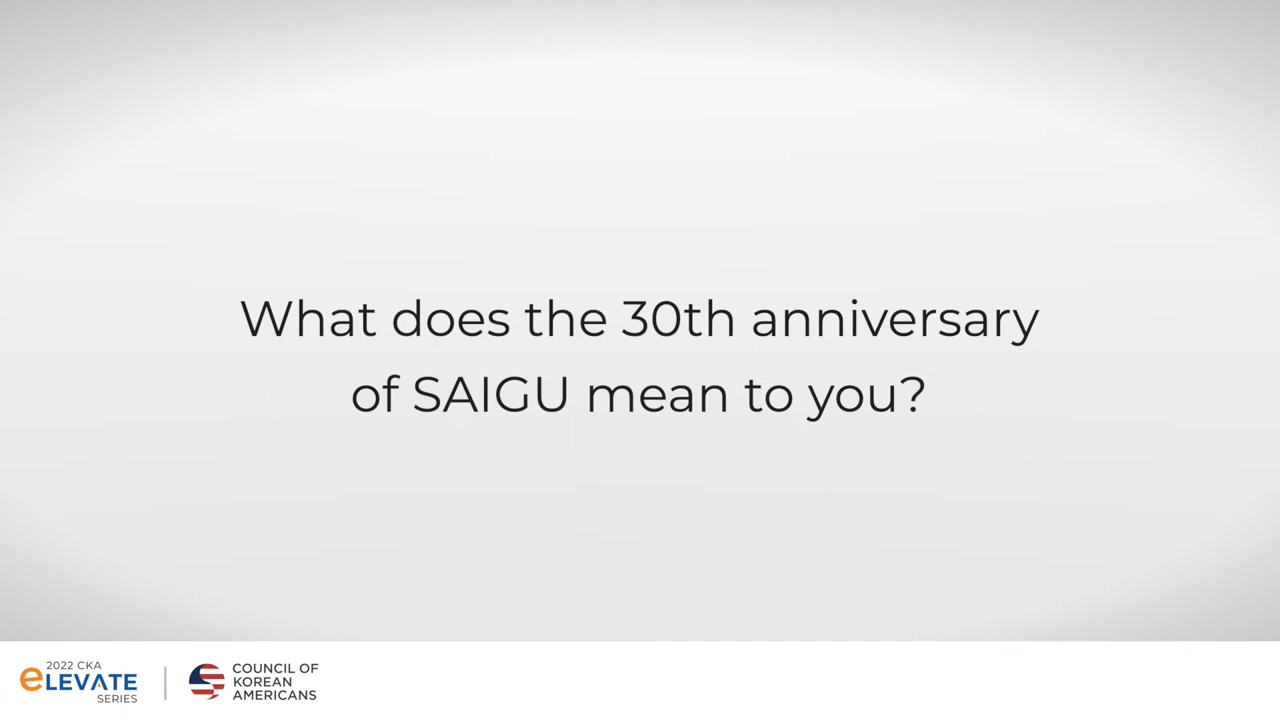 What does the 30th anniversary
of SAIGU mean to you?
2022 CKA
eLEVATE
SERIES
COUNCIL OF
KOREAN
AMERICANS